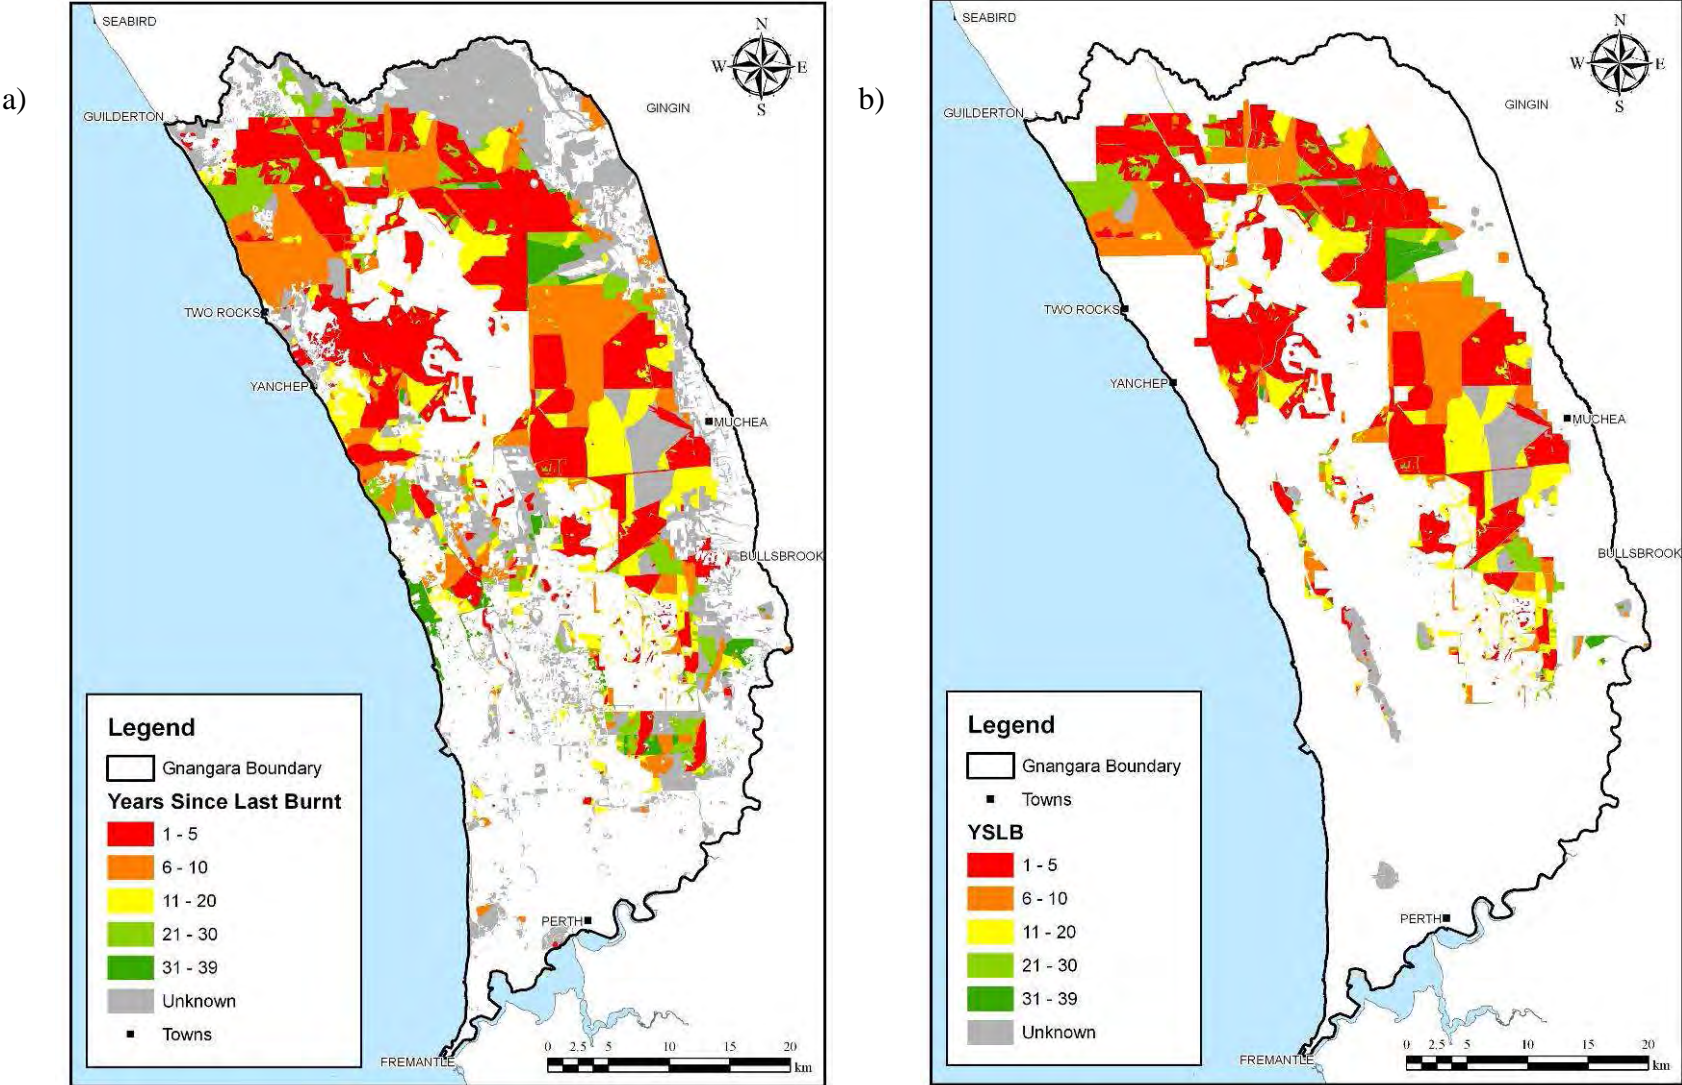 a)
SEABIRD
N
W E
S
GINGIN
GUILDERTON
TWO ROCKS
YANCHEP
MUCHEA
BULLSBROOK
Legend
Gnangara Boundary
Years Since Last Burnt
1 - 5
6 - 10
11 - 20
21 - 30
31 - 39
Unknown
Towns
PERTH
FREMANTLE
0 2.5 5 10 15 20
km
b)
SEABIRD
N
W E
S
GINGIN
GUILDERTON
TWO ROCKS
YANCHEP
MUCHEA
BULLSBROOK
Legend
Gnangara Boundary
Towns
YSLB
1 - 5
6 - 10
11 - 20
21 - 30
31 - 39
Unknown
PERTH
FREMANTLE
0 2.5 5 10 15 20
km